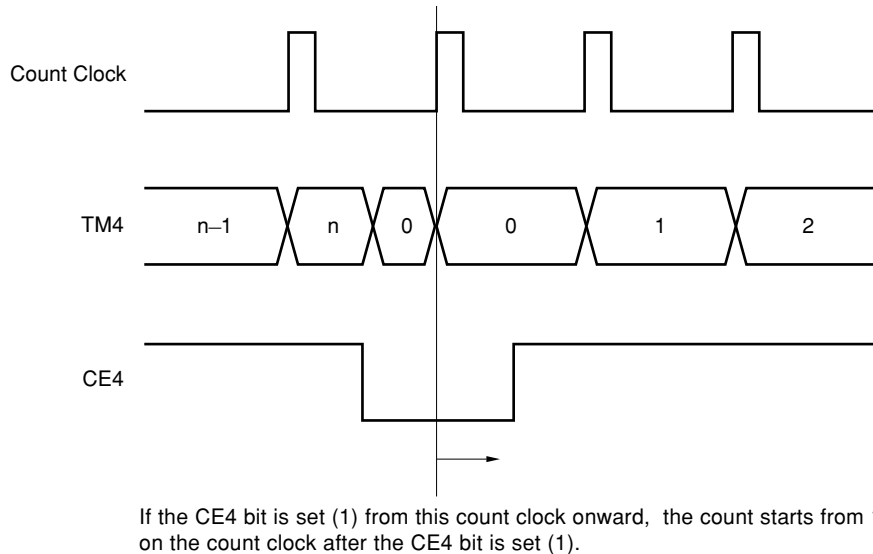 Count Clock
TM4
n–1
n
0
0
1
2
CE4
If the CE4 bit is set (1) from this count clock onward, the count starts from
on the count clock after the CE4 bit is set (1).